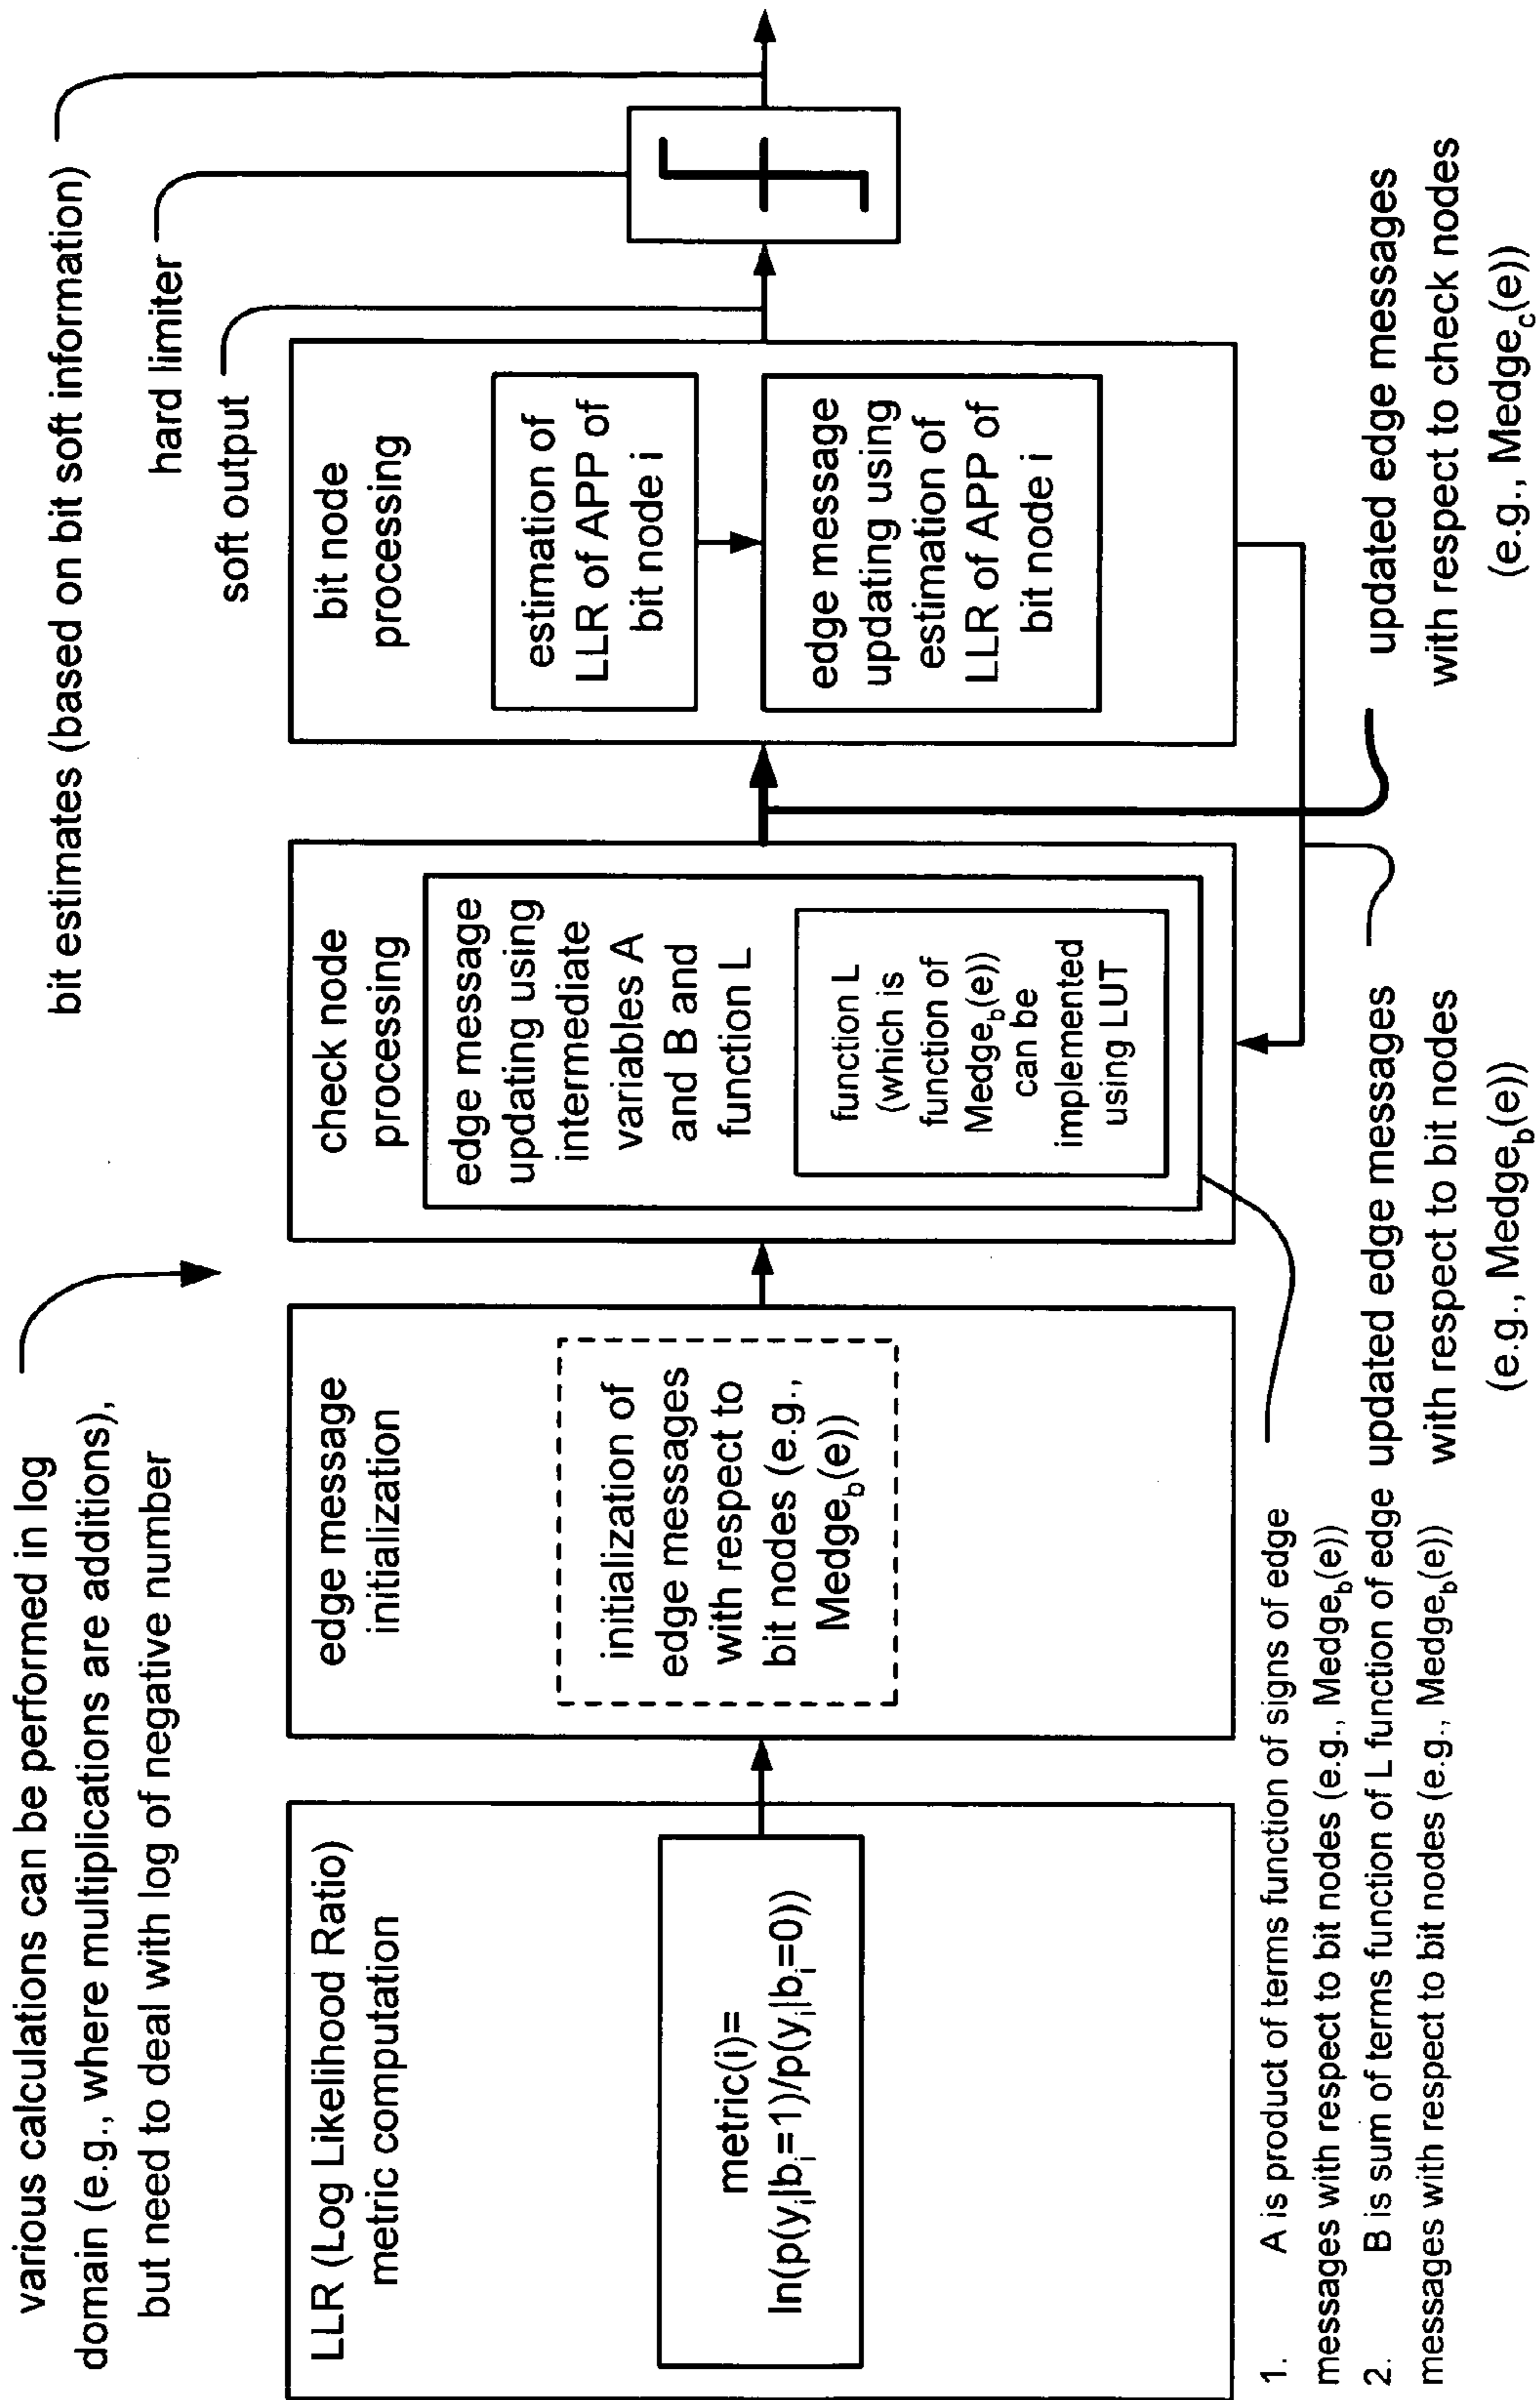 various calculations can be performed in log
domain (e.g., where multiplications are additions),
but need to deal with log of negative number
bit estimates (based on bit soft information)
hard limiter
soft output
LLR (Log Likelihood Ratio)
metric computation
metric(i)=
ln(p(yᵢ|bᵢ=1)/p(yᵢ|bᵢ=0))
edge message
initialization
initialization of
edge messages
with respect to
bit nodes (e.g.,
Medge_b(e))
check node
processing
edge message
updating using
intermediate
variables A
and B and
function L
function L
(which is
function of
Medge_b(e))
can be
implemented
using LUT
bit node
processing
estimation of
LLR of APP of
bit node i
edge message
updating using
estimation of
LLR of APP of
bit node i
1. A is product of terms function of signs of edge
messages with respect to bit nodes (e.g., Medge_b(e))
2. B is sum of terms function of L function of edge
messages with respect to bit nodes (e.g., Medge_b(e))
updated edge messages
with respect to bit nodes
(e.g., Medge_b(e))
updated edge messages
with respect to check nodes
(e.g., Medge_c(e))